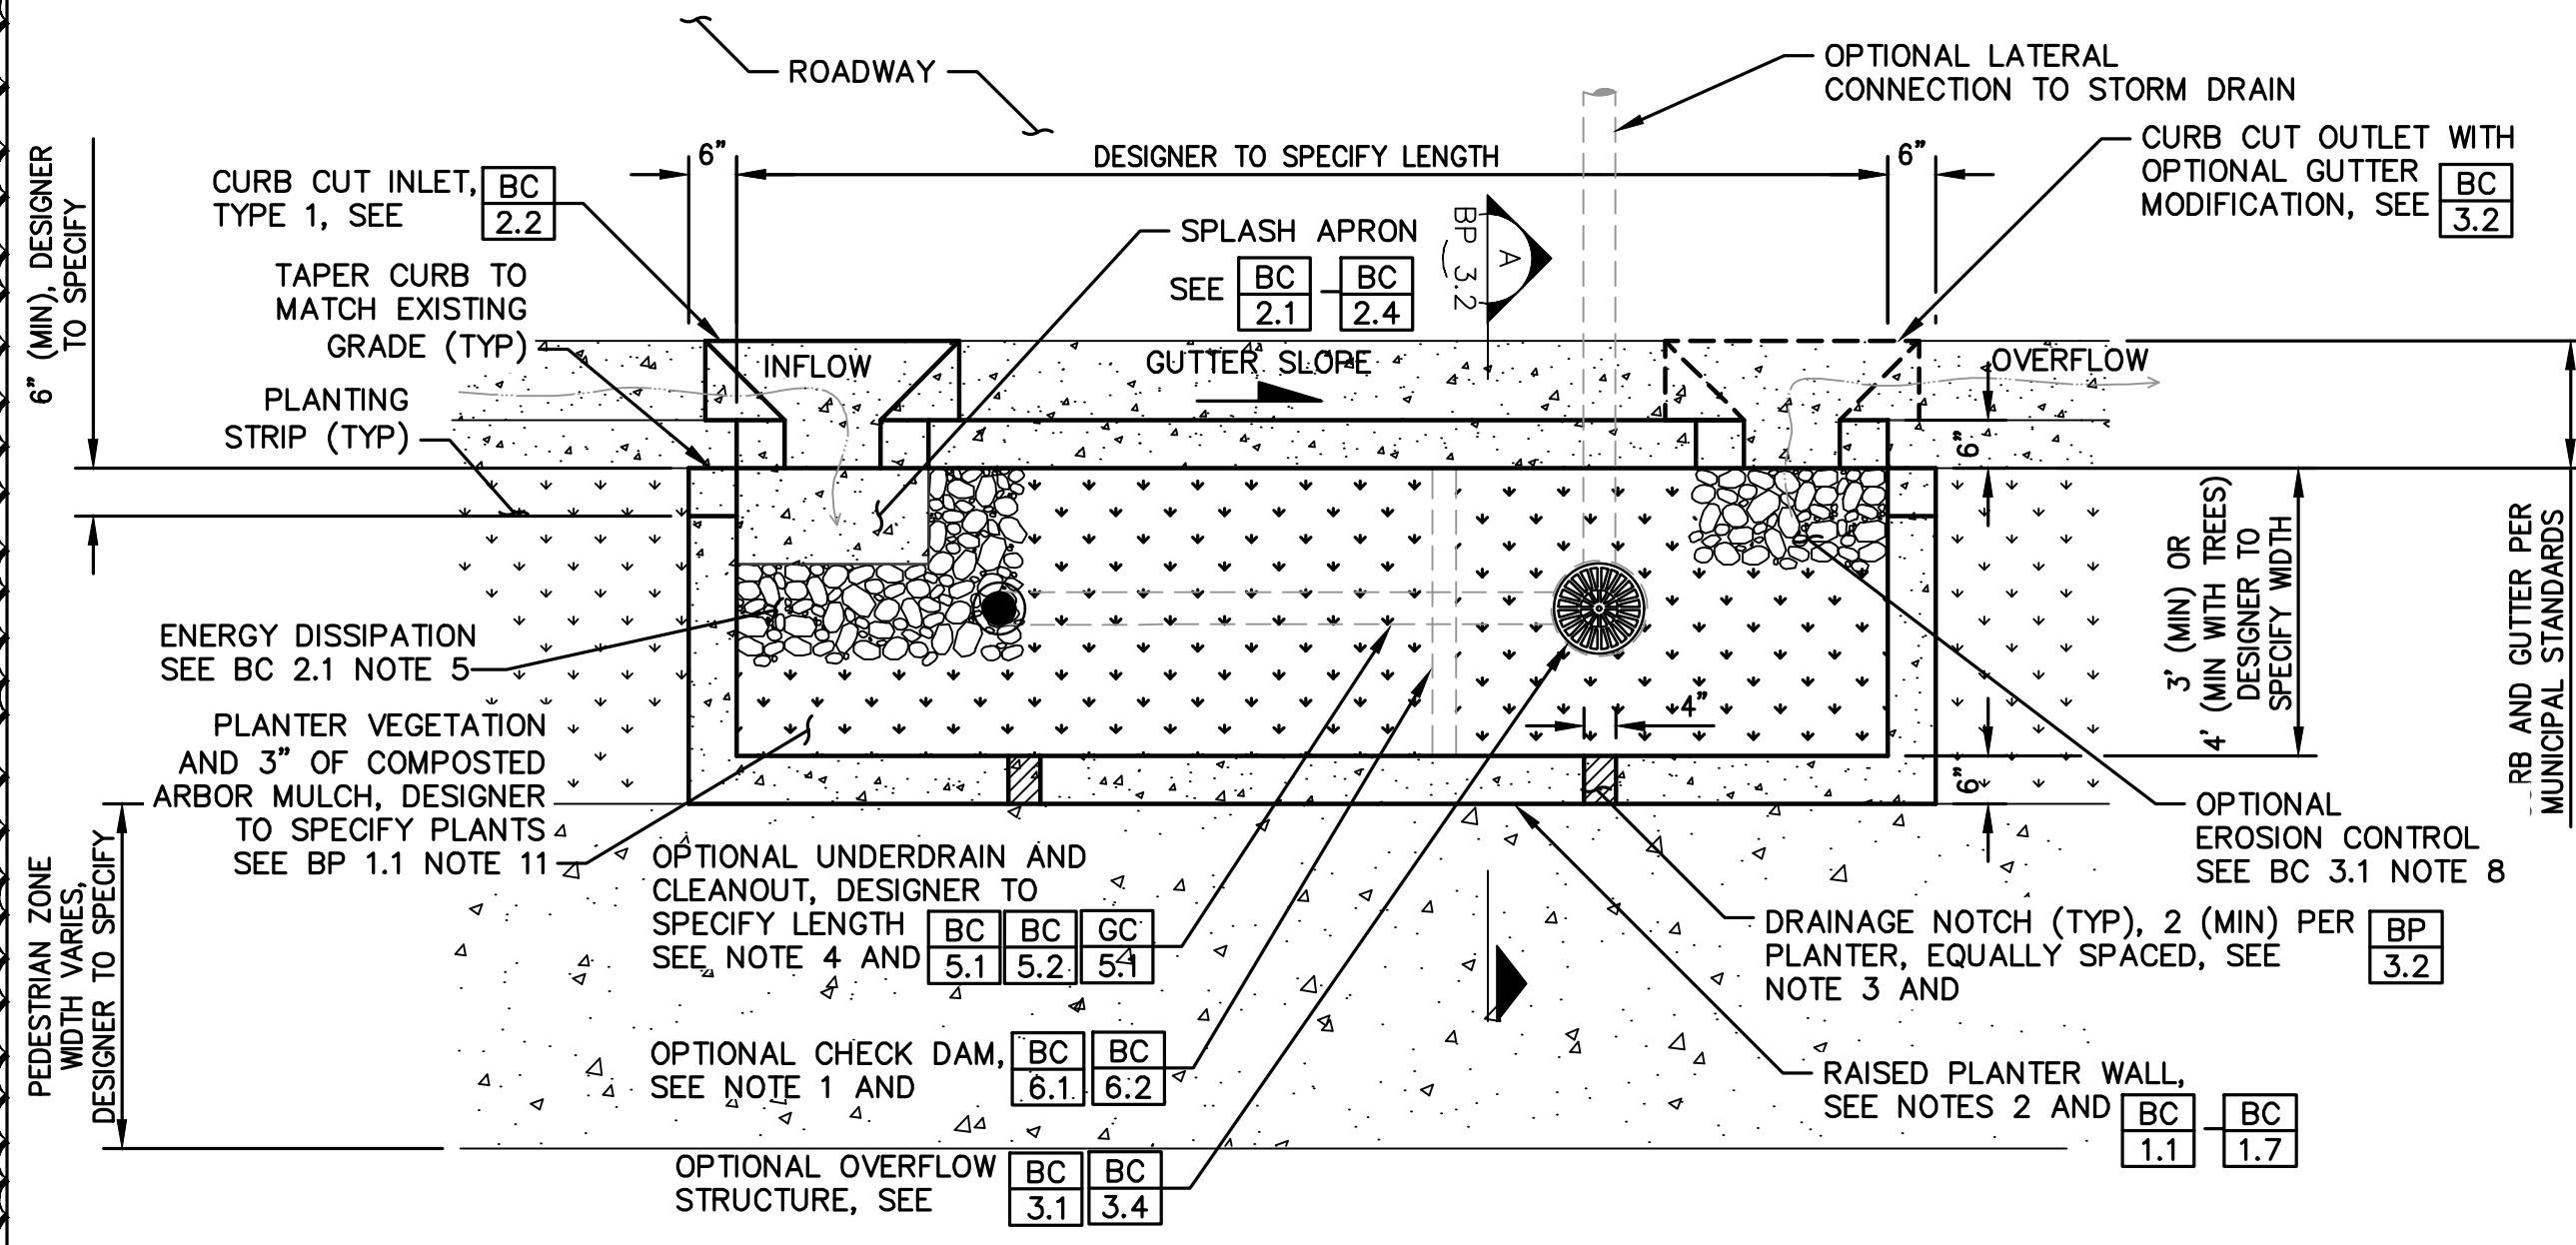 ROADWAY
OPTIONAL LATERAL
CONNECTION TO STORM DRAIN
6" (MIN), DESIGNER
TO SPECIFY
6"
DESIGNER TO SPECIFY LENGTH
6"
CURB CUT OUTLET WITH
OPTIONAL GUTTER
MODIFICATION, SEE
BC
3.2
CURB CUT INLET,
TYPE 1, SEE
BC
2.2
TAPER CURB TO
MATCH EXISTING
GRADE (TYP)
PLANTING
STRIP (TYP)
SPLASH APRON
SEE
BC
2.1
-
BC
2.4
A
BP 3.2
INFLOW
GUTTER SLOPE
OVERFLOW
6"
3' (MIN) OR
4' (MIN WITH TREES)
DESIGNER TO
SPECIFY WIDTH
RB AND GUTTER PER
MUNICIPAL STANDARDS
ENERGY DISSIPATION
SEE BC 2.1 NOTE 5
PLANTER VEGETATION
AND 3" OF COMPOSTED
ARBOR MULCH, DESIGNER
TO SPECIFY PLANTS
SEE BP 1.1 NOTE 11
4"
6"
PEDESTRIAN ZONE
WIDTH VARIES,
DESIGNER TO SPECIFY
OPTIONAL UNDERDRAIN AND
CLEANOUT, DESIGNER TO
SPECIFY LENGTH
SEE NOTE 4 AND
BC
5.1
BC
5.2
GC
5.1
OPTIONAL
EROSION CONTROL
SEE BC 3.1 NOTE 8
DRAINAGE NOTCH (TYP), 2 (MIN) PER
PLANTER, EQUALLY SPACED, SEE
NOTE 3 AND
BP
3.2
OPTIONAL CHECK DAM,
SEE NOTE 1 AND
BC
6.1
BC
6.2
RAISED PLANTER WALL,
SEE NOTES 2 AND
BC
1.1
-
BC
1.7
OPTIONAL OVERFLOW
STRUCTURE, SEE
BC
3.1
BC
3.4